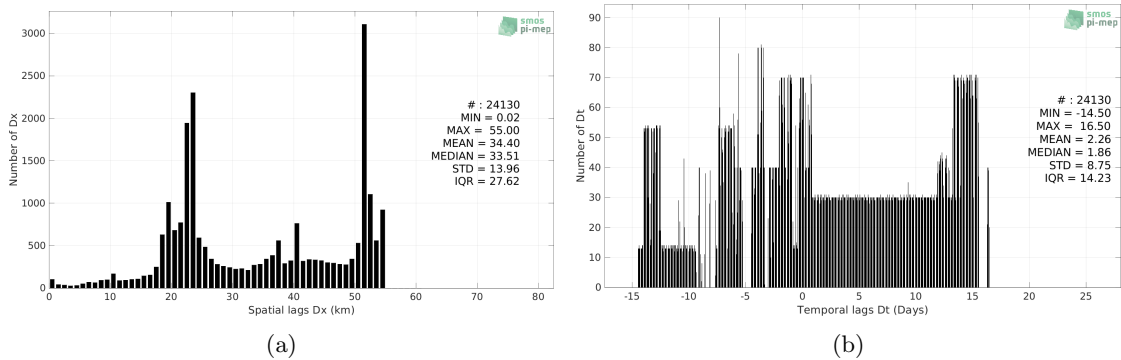 smos
pi-mep
3000
2500
2000
1500
1000
500
0
Number of Dx
# : 24130
MIN = 0.02
MAX = 55.00
MEAN = 34.40
MEDIAN = 33.51
STD = 13.96
IQR = 27.62
0 10 20 30 40 50 60 70 80
Spatial lags Dx (km)
(a)
smos
pi-mep
90
80
70
60
50
40
30
20
10
0
Number of Dt
# : 24130
MIN = -14.50
MAX = 16.50
MEAN = 2.26
MEDIAN = 1.86
STD = 8.75
IQR = 14.23
-15 -10 -5 0 5 10 15 20 25
Temporal lags Dt (Days)
(b)